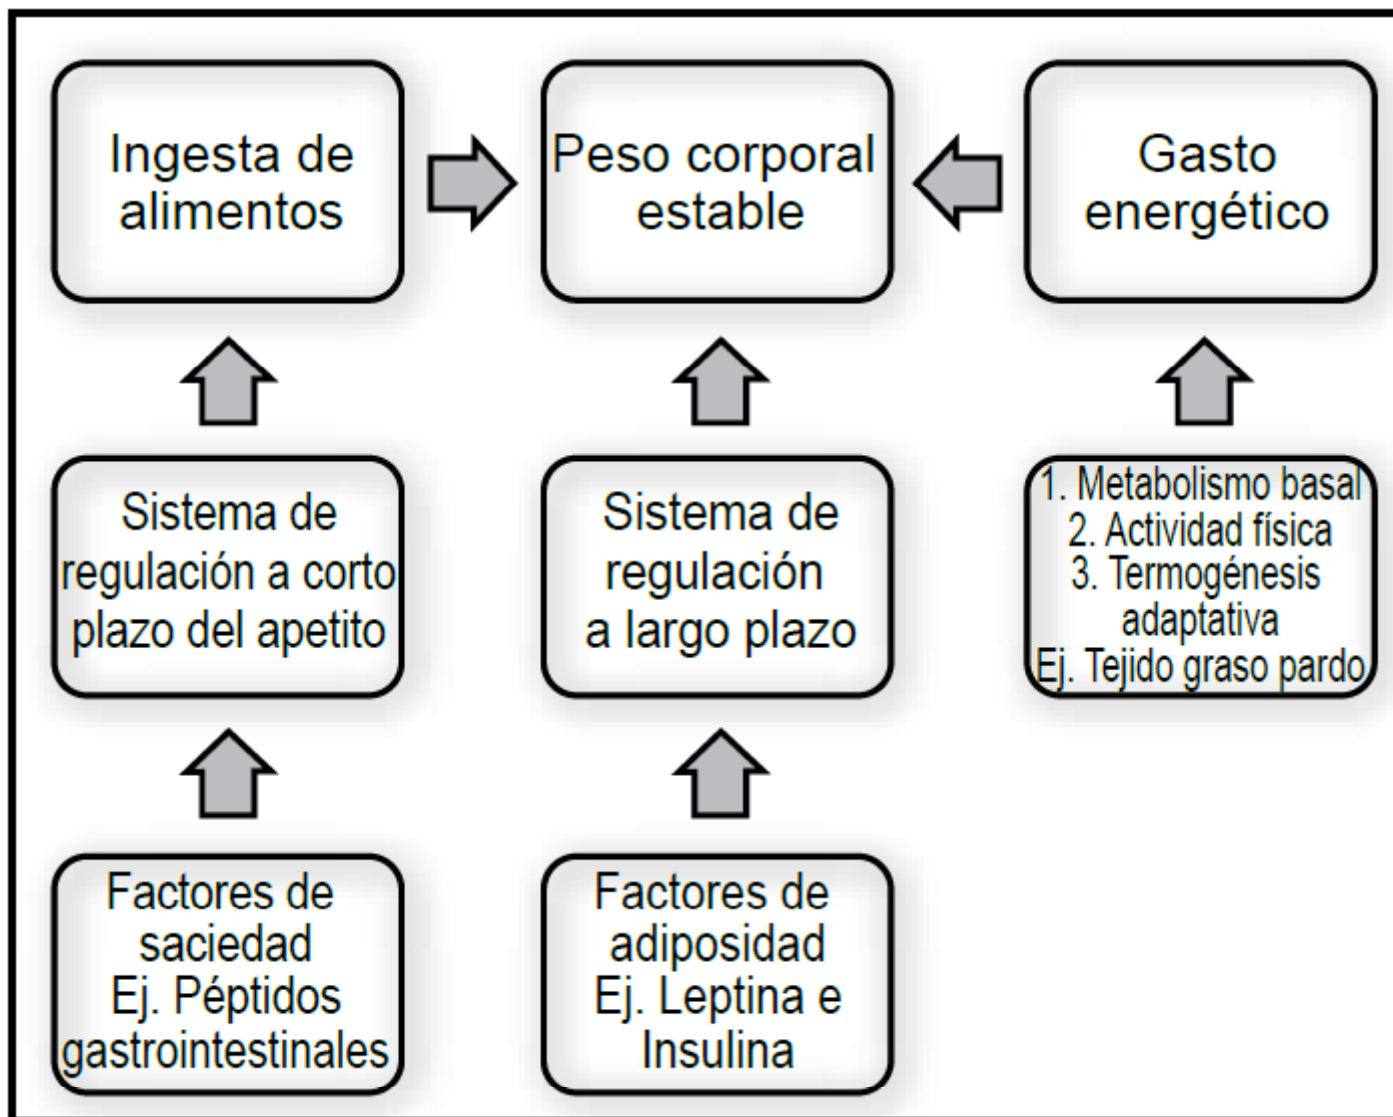 Ingesta de
alimentos
Peso corporal
estable
Gasto
energético
Sistema de
regulación a corto
plazo del apetito
Sistema de
regulación
a largo plazo
1. Metabolismo basal
2. Actividad física
3. Termogénesis
adaptativa
Ej. Tejido graso pardo
Factores de
saciedad
Ej. Péptidos
gastrointestinales
Factores de
adiposidad
Ej. Leptina e
Insulina